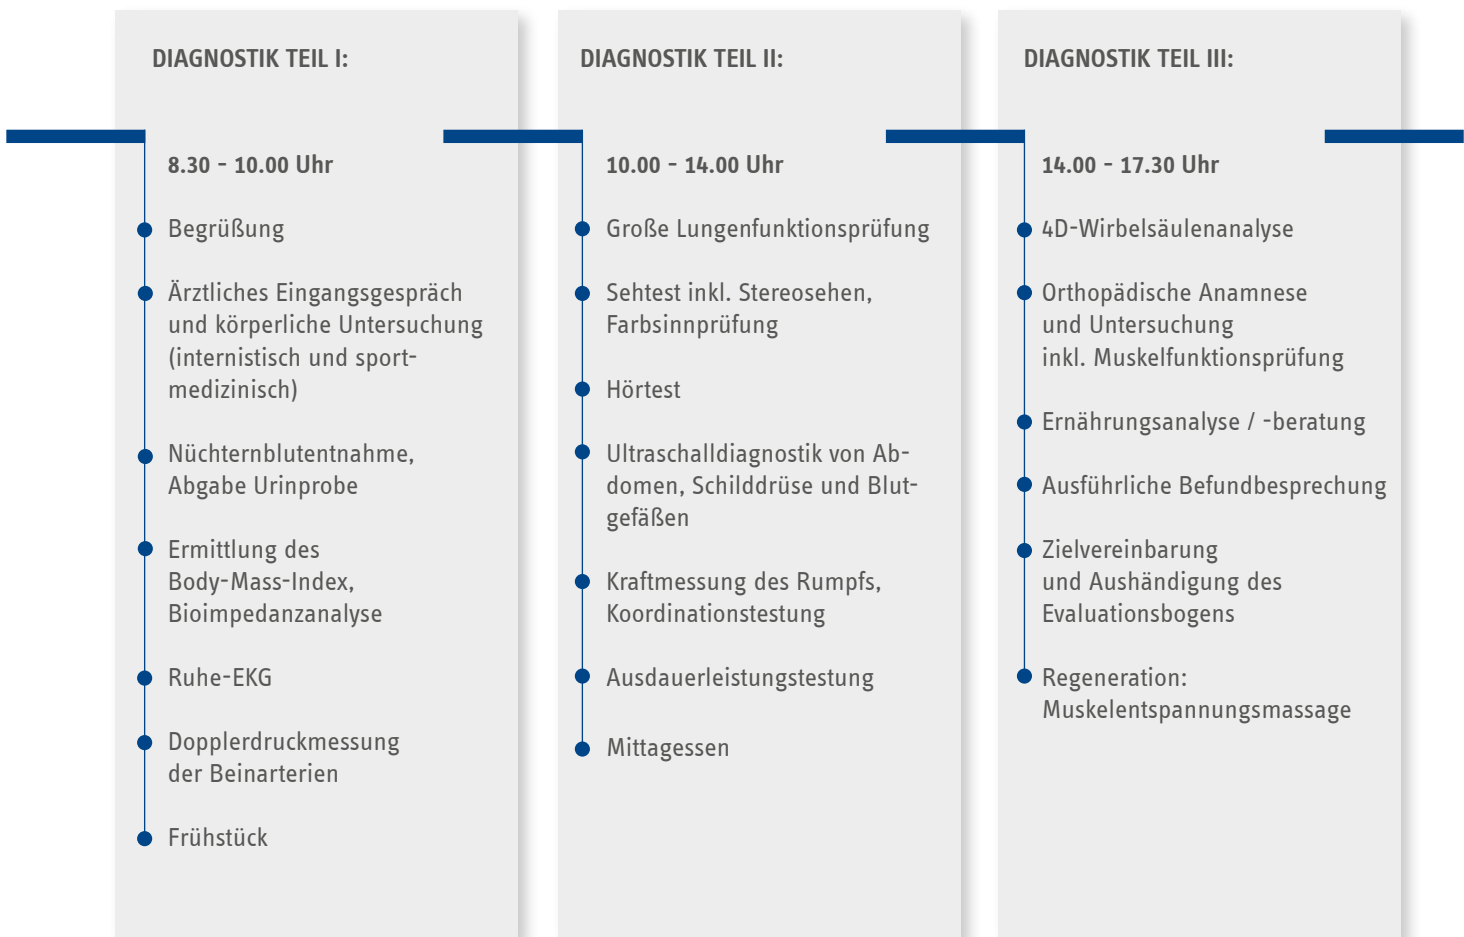 DIAGNOSTIK TEIL I:
8.30 - 10.00 Uhr
Begrüßung
Ärztliches Eingangsgespräch
und körperliche Untersuchung
(internistisch und sport-
medizinisch)
Nüchternblutentnahme,
Abgabe Urinprobe
Ermittlung des
Body-Mass-Index,
Bioimpedanzanalyse
Ruhe-EKG
Dopplerdruckmessung
der Beinarterien
Frühstück
DIAGNOSTIK TEIL II:
10.00 - 14.00 Uhr
Große Lungenfunktionsprüfung
Sehtest inkl. Stereosehen,
Farbsinnprüfung
Hörtest
Ultraschalldiagnostik von Ab-
domen, Schilddrüse und Blut-
gefäßen
Kraftmessung des Rumpfs,
Koordinationstestung
Ausdauerleistungstestung
Mittagessen
DIAGNOSTIK TEIL III:
14.00 - 17.30 Uhr
4D-Wirbelsäulenanalyse
Orthopädische Anamnese
und Untersuchung
inkl. Muskelfunktionsprüfung
Ernährungsanalyse / -beratung
Ausführliche Befundbesprechung
Zielvereinbarung
und Aushändigung des
Evaluationsbogens
Regeneration:
Muskelentspannungsmassage